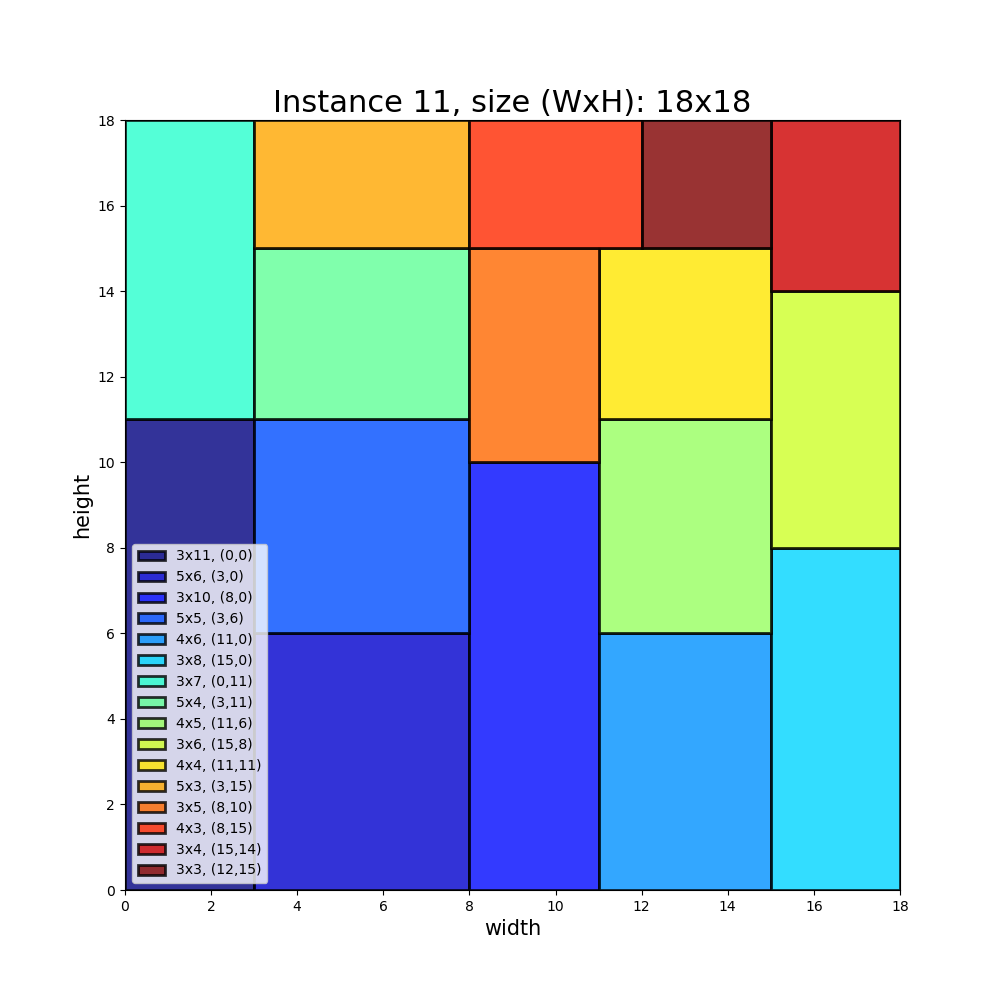 Instance 11, size (WxH): 18x18
18
16
14
12
10
8
6
4
2
0
height
3x11, (0,0)
5x6, (3,0)
3x10, (8,0)
5x5, (3,6)
4x6, (11,0)
3x8, (15,0)
3x7, (0,11)
5x4, (3,11)
4x5, (11,6)
3x6, (15,8)
4x4, (11,11)
5x3, (3,15)
3x5, (8,10)
4x3, (8,15)
3x4, (15,14)
3x3, (12,15)
0 2 4 6 8 10 12 14 16 18
width